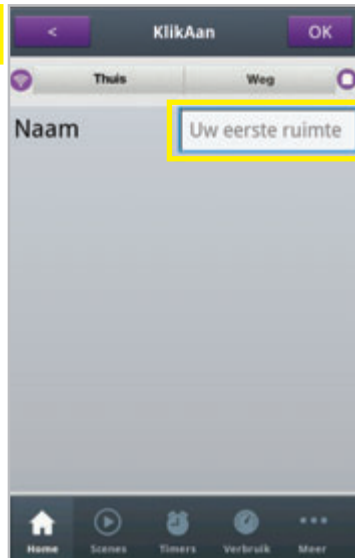 < KlikAan OK
Thuis Weg
Naam Uw eerste ruimte
Home Scenes Timers Verbruik Meer